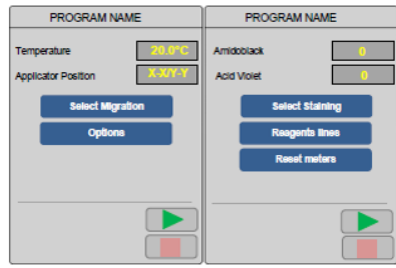 PROGRAM NAME
Temperature 20.0°C
Applicator Position X-X/Y-Y
Select Migration
Options
PROGRAM NAME
Amidoblack 0
Acid Violet 0
Select Staining
Reagents lines
Reset meters